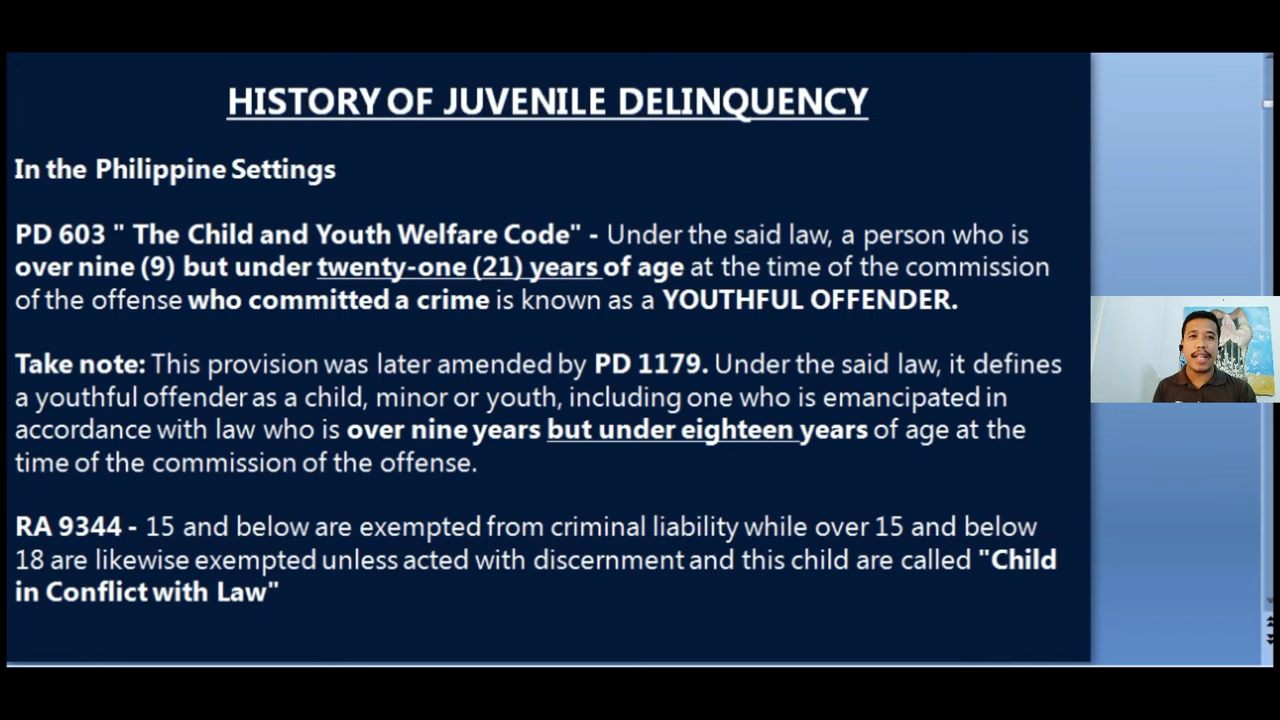 HISTORY OF JUVENILE DELINQUENCY
In the Philippine Settings
PD 603 " The Child and Youth Welfare Code" - Under the said law, a person who is
over nine (9) but under twenty-one (21) years of age at the time of the commission
of the offense who committed a crime is known as a YOUTHFUL OFFENDER.
Take note: This provision was later amended by PD 1179. Under the said law, it defines
a youthful offender as a child, minor or youth, including one who is emancipated in
accordance with law who is over nine years but under eighteen years of age at the
time of the commission of the offense.
RA 9344 - 15 and below are exempted from criminal liability while over 15 and below
18 are likewise exempted unless acted with discernment and this child are called "Child
in Conflict with Law"